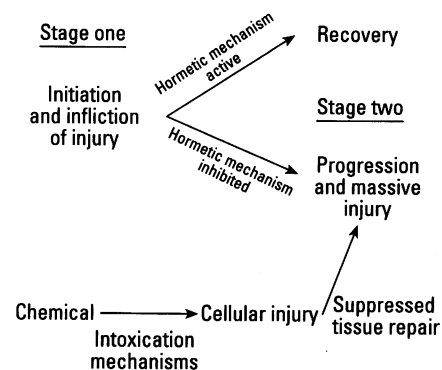 Stage one
Initiation
and infliction
of injury
Hormetic mechanism
active
Recovery
Hormetic mechanism
inhibited
Stage two
Progression
and massive
injury
Chemical
Intoxication
mechanisms
Cellular injury
Suppressed
tissue repair